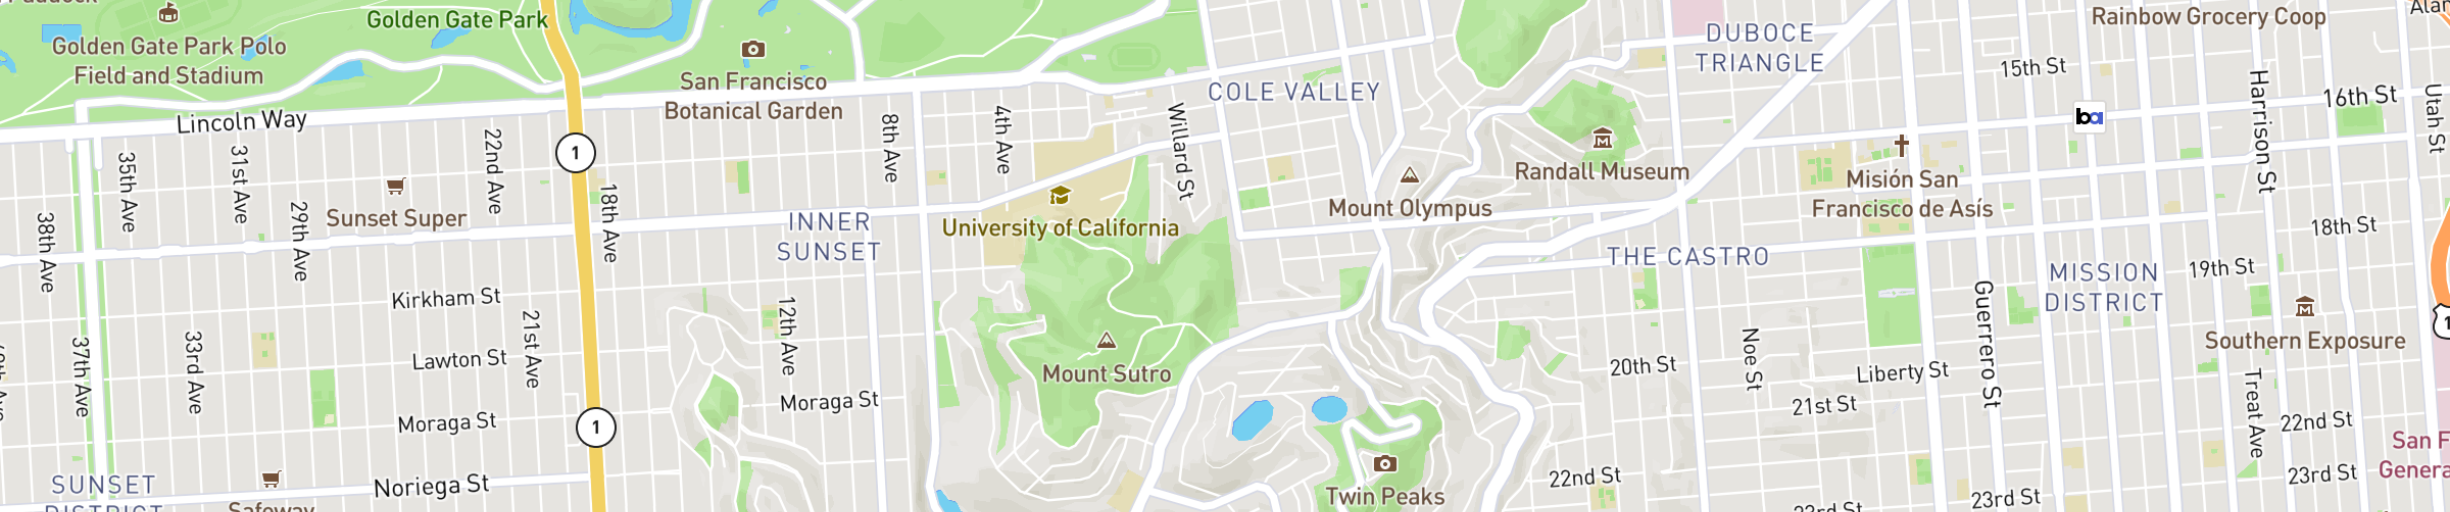 Golden Gate Park
Golden Gate Park Polo
Field and Stadium
San Francisco
Botanical Garden
Lincoln Way
COLE VALLEY
DUBOCE
TRIANGLE
Rainbow Grocery Coop
15th St
16th St
Harrison St
Utah St
ba
35th Ave
31st Ave
22nd Ave
1
8th Ave
4th Ave
Willard St
Randall Museum
Misión San
Francisco de Asís
Sunset Super
38th Ave
29th Ave
18th Ave
INNER
SUNSET
University of California
Mount Olympus
THE CASTRO
18th St
19th St
MISSION
DISTRICT
Kirkham St
Lawton St
Moraga St
37th Ave
33rd Ave
21st Ave
12th Ave
Moraga St
Mount Sutro
Guerrero St
Southern Exposure
20th St
Noe St
Liberty St
21st St
Treat Ave
22nd St
1
1
San F
Genera
SUNSET
DISTRICT
Safeway
Noriega St
Twin Peaks
22nd St
23rd St
23rd St
23rd St